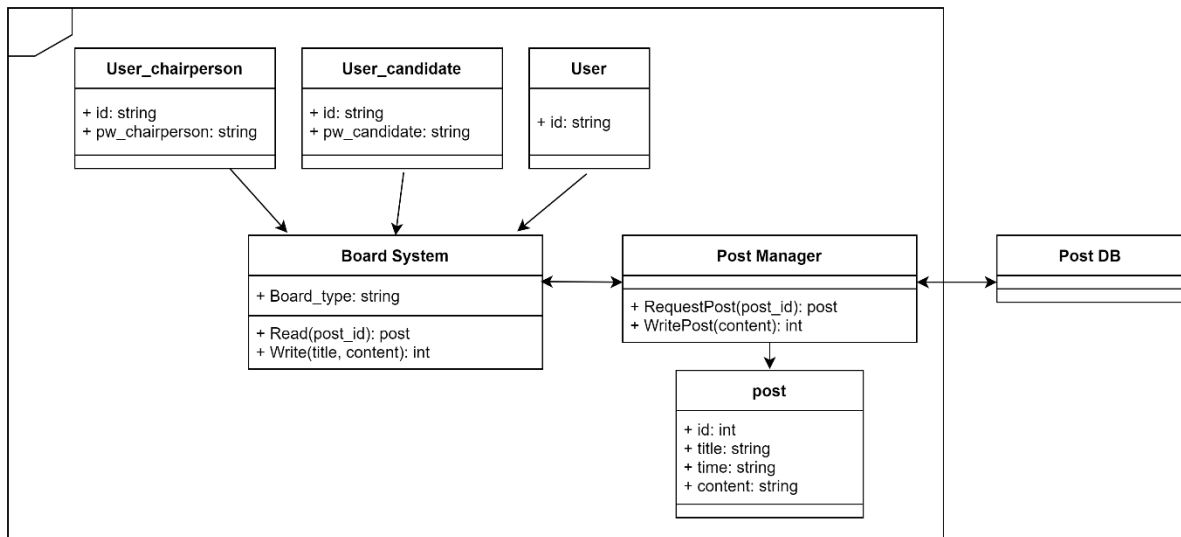 User_chairperson
+ id: string
+ pw_chairperson: string
User_candidate
+ id: string
+ pw_candidate: string
User
+ id: string
Board System
+ Board_type: string
+ Read(post_id): post
+ Write(title, content): int
Post Manager
+ RequestPost(post_id): post
+ WritePost(content): int
Post DB
post
+ id: int
+ title: string
+ time: string
+ content: string